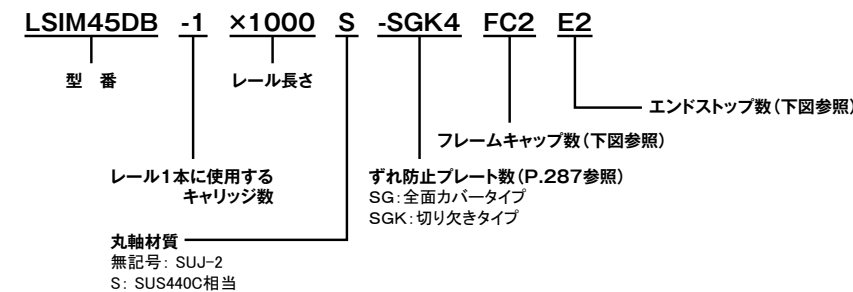 LSIM45DB -1 ×1000 S -SGK4 FC2 E2
型 番
レール長さ
エンドストップ数(下図参照)
フレームキャップ数(下図参照)
レール1本に使用する
キャリッジ数
ずれ防止プレート数(P.287参照)
SG:全面カバータイプ
SGK:切り欠きタイプ
丸軸材質
無記号: SUJ-2
S: SUS440C相当